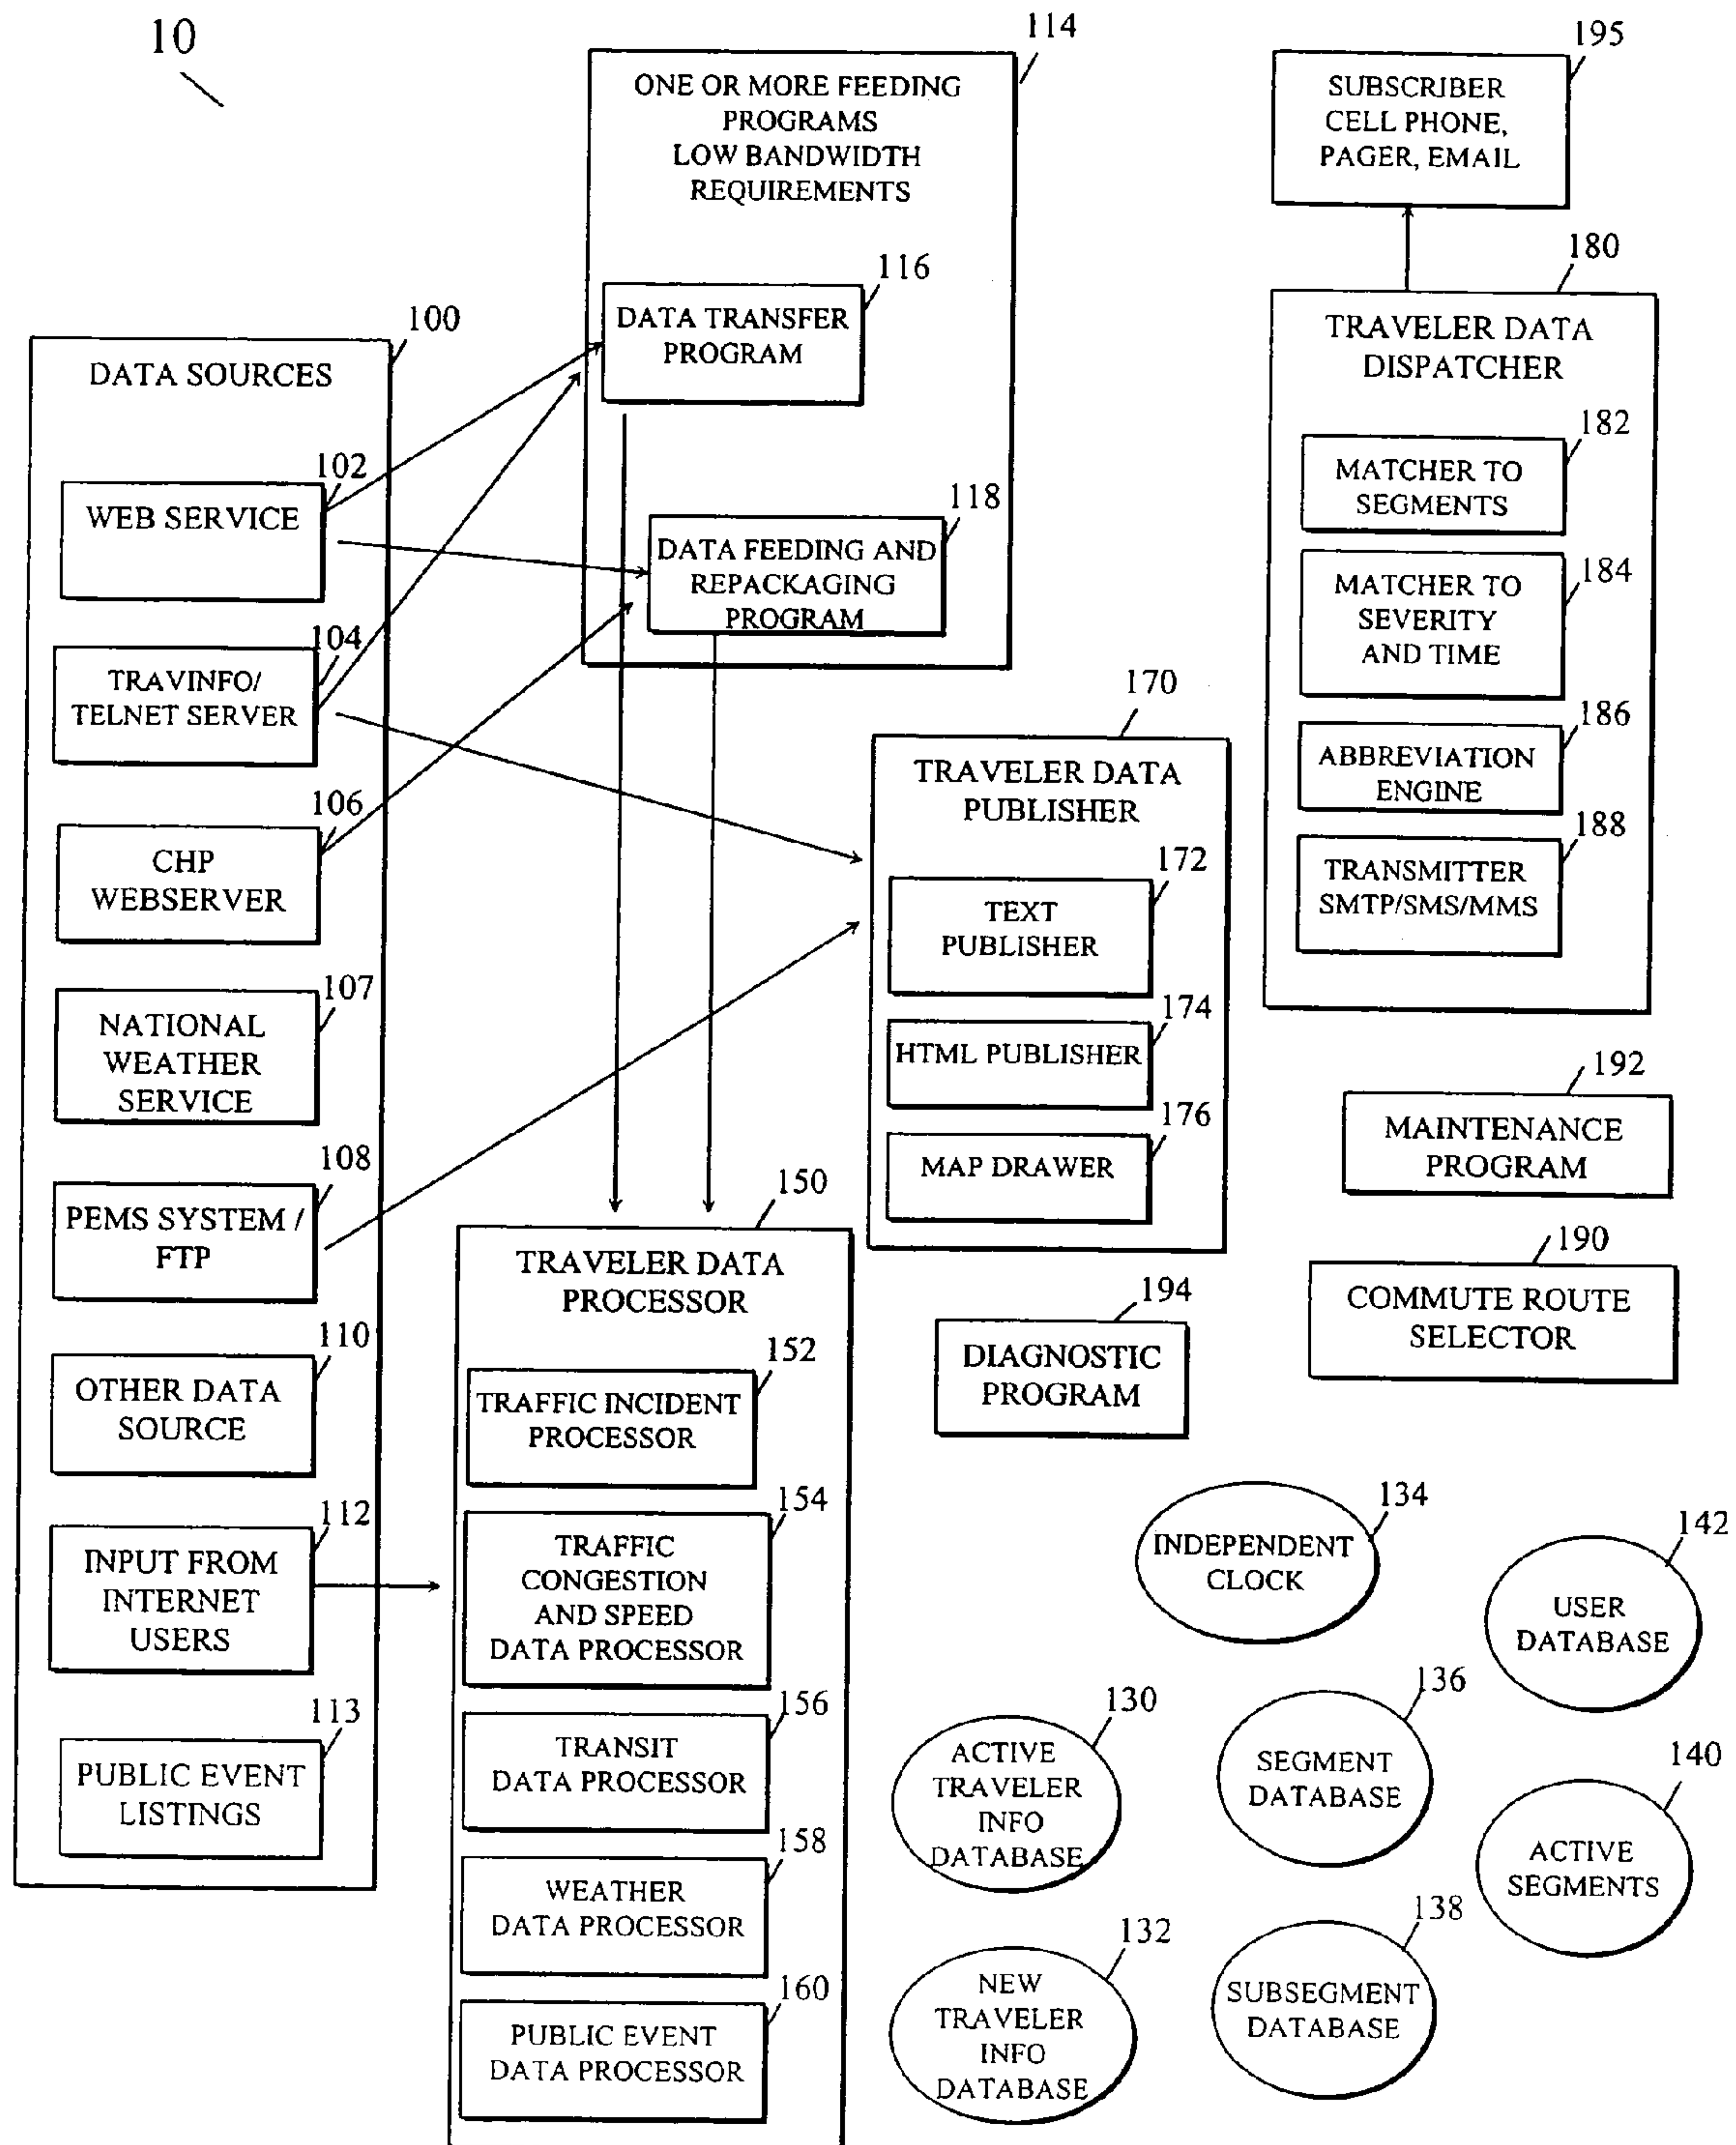 10
114
ONE OR MORE FEEDING
PROGRAMS
LOW BANDWIDTH
REQUIREMENTS
116
DATA TRANSFER
PROGRAM
118
DATA FEEDING AND
REPACKAGING
PROGRAM
195
SUBSCRIBER
CELL PHONE,
PAGER, EMAIL
180
TRAVELER DATA
DISPATCHER
182
MATCHER TO
SEGMENTS
184
MATCHER TO
SEVERITY
AND TIME
186
ABBREVIATION
ENGINE
188
TRANSMITTER
SMTP/SMS/MMS
100
DATA SOURCES
102
WEB SERVICE
104
TRAVINFO/
TELNET SERVER
106
CHP
WEBSERVER
107
NATIONAL
WEATHER
SERVICE
108
PEMS SYSTEM /
FTP
110
OTHER DATA
SOURCE
112
INPUT FROM
INTERNET
USERS
113
PUBLIC EVENT
LISTINGS
170
TRAVELER DATA
PUBLISHER
172
TEXT
PUBLISHER
174
HTML PUBLISHER
176
MAP DRAWER
192
MAINTENANCE
PROGRAM
190
COMMUTE ROUTE
SELECTOR
194
DIAGNOSTIC
PROGRAM
150
TRAVELER DATA
PROCESSOR
152
TRAFFIC INCIDENT
PROCESSOR
154
TRAFFIC
CONGESTION
AND SPEED
DATA PROCESSOR
156
TRANSIT
DATA PROCESSOR
158
WEATHER
DATA PROCESSOR
160
PUBLIC EVENT
DATA PROCESSOR
134
INDEPENDENT
CLOCK
142
USER
DATABASE
130
ACTIVE
TRAVELER
INFO
DATABASE
136
SEGMENT
DATABASE
140
ACTIVE
SEGMENTS
132
NEW
TRAVELER
INFO
DATABASE
138
SUBSEGMENT
DATABASE